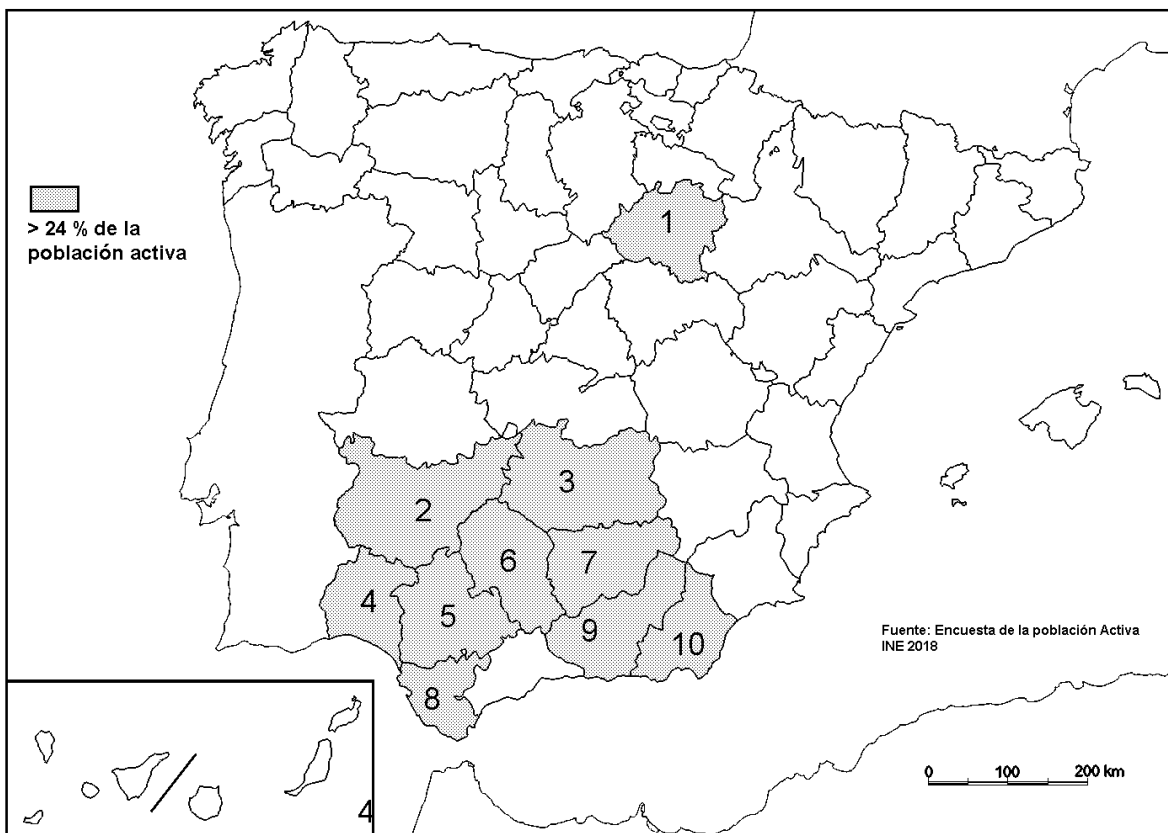 1
> 24 % de la
población activa
2
3
4
5
6
7
8
9
10
Fuente: Encuesta de la población Activa
INE 2018
4
0 100 200 km